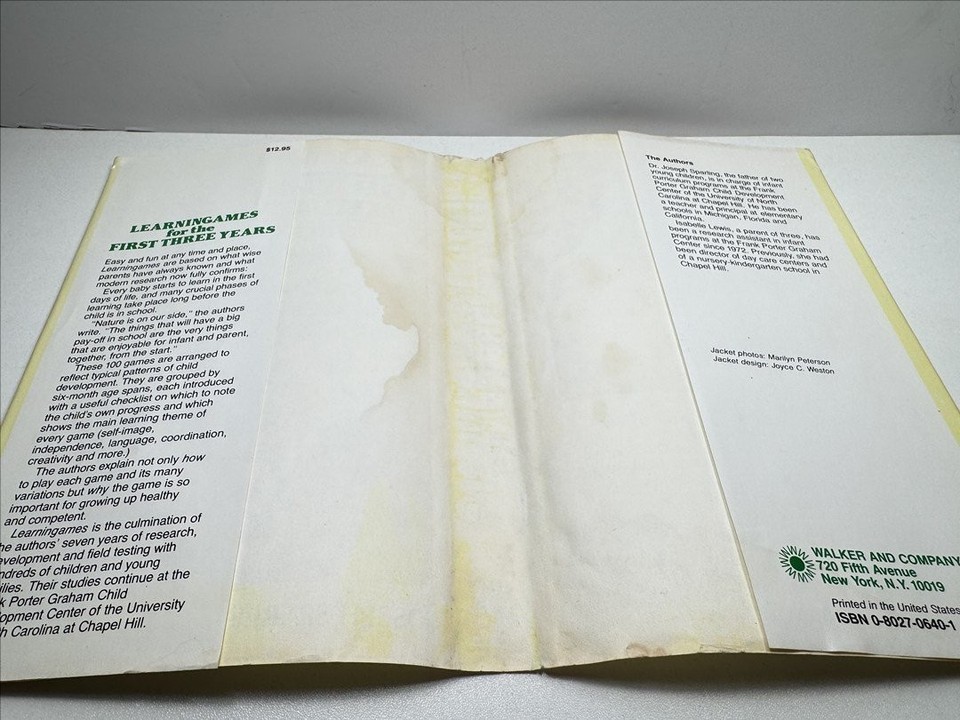 $12.95
LEARNINGAMES
for the
FIRST THREE YEARS
Easy and fun at any time and place,
Learningames are based on what wise
parents have always known and what
modern research now fully confirms:
Every baby starts to learn in the first
days of life, and many crucial phases of
learning take place long before the
child is in school.
"Nature is on our side," the authors
write. "The things that will have a big
pay-off in school are the very things
that are enjoyable for infant and parent,
together, from the start."
These 100 games are arranged to
reflect typical patterns of child
development. They are grouped by
six-month age spans, each introduced
with a useful checklist on which to note
the child's own progress and which
shows the main learning theme of
every game (self-image,
independence, language, coordination,
creativity and more.)
The authors explain not only how
to play each game and its many
variations but why the game is so
important for growing up healthy
and competent.
Learningames is the culmination of
he authors' seven years of research,
evelopment and field testing with
ndreds of children and young
ilies. Their studies continue at the
k Porter Graham Child
lopment Center of the University
h Carolina at Chapel Hill.
The Authors
Dr. Joseph Sparling, the father of two
young children, is in charge of infant
curriculum programs at the Frank
Porter Graham Child Development
Center of the University of North
Carolina at Chapel Hill. He has been
a teacher and principal at elementary
schools in Michigan, Florida and
California.
Isabelle Lewis, a parent of three, has
been a research assistant in infant
programs at the Frank Porter Graham
Center since 1972. Previously, she had
been director of day care centers and
of a nursery-kindergarten school in
Chapel Hill.
Jacket photos: Marilyn Peterson
Jacket design: Joyce C. Weston
WALKER AND COMPANY
720 Fifth Avenue
New York, N.Y. 10019
Printed in the United States
ISBN 0-8027-0640-1